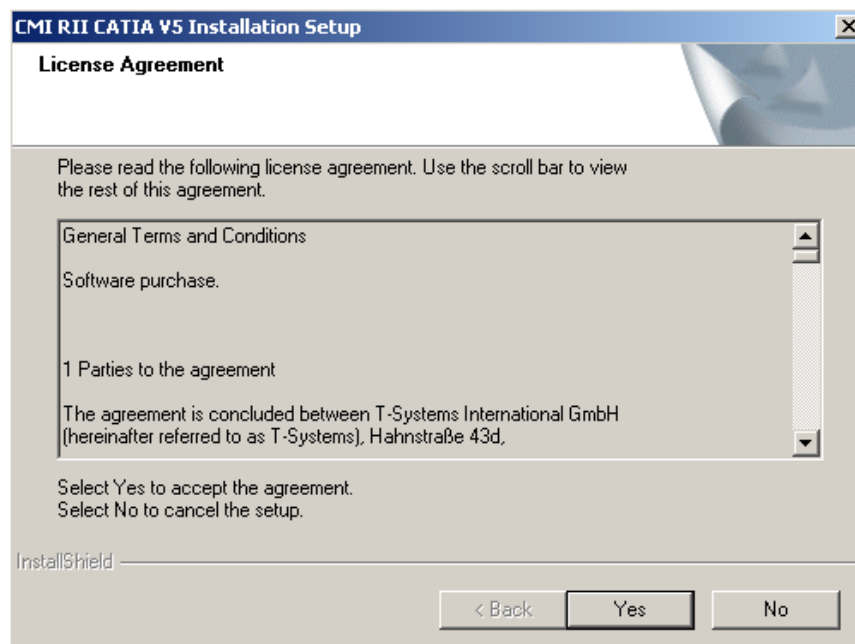 CMI RII CATIA V5 Installation Setup
License Agreement
Please read the following license agreement. Use the scroll bar to view
the rest of this agreement.
General Terms and Conditions
Software purchase.
1 Parties to the agreement
The agreement is concluded between T-Systems International GmbH
(hereinafter referred to as T-Systems), Hahnstraße 43d,
Select Yes to accept the agreement.
Select No to cancel the setup.
InstallShield
< Back
Yes
No